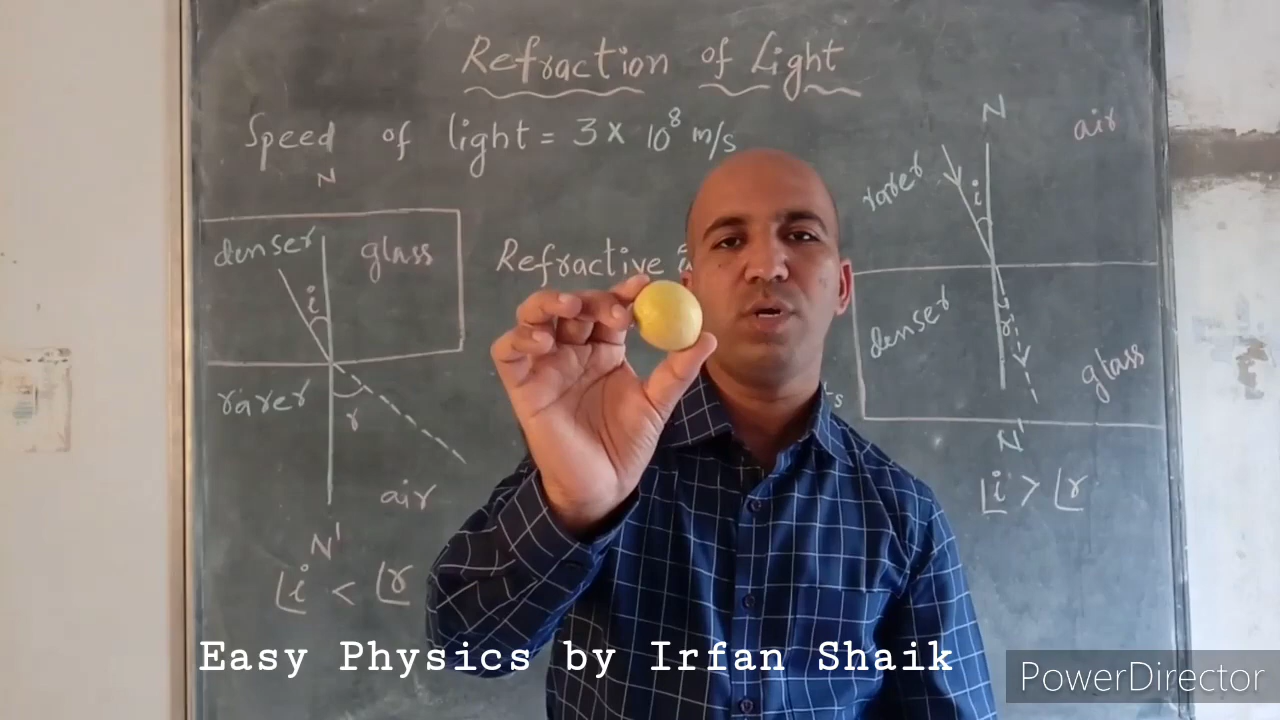 Refraction of Light
Speed of light = 3 × 10⁸ m/s
N
denser
glass
i
rarer
r
air
N'
∠i < ∠r
Refractive
N
air
rarer
i
denser
r
glass
N'
∠i > ∠r
Easy Physics by Irfan Shaik
PowerDirector